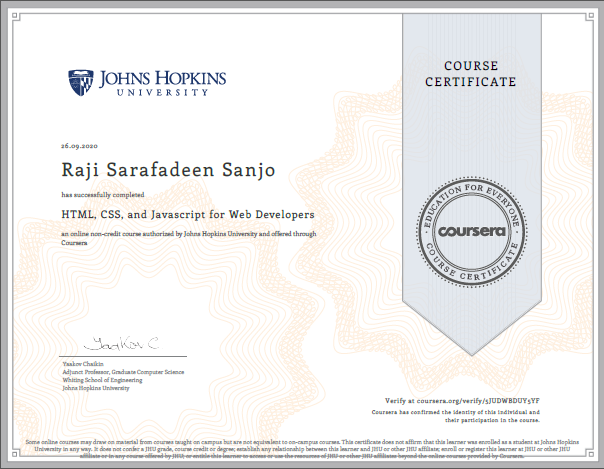 JOHNS HOPKINS
UNIVERSITY
COURSE
CERTIFICATE
26.09.2020
Raji Sarafadeen Sanjo
has successfully completed
HTML, CSS, and Javascript for Web Developers
an online non-credit course authorized by Johns Hopkins University and offered through
Coursera
EDUCATION FOR EVERYONE
coursera
COURSE CERTIFICATE
Yaakov C
Yaakov Chaikin
Adjunct Professor, Graduate Computer Science
Whiting School of Engineering
Johns Hopkins University
Verify at coursera.org/verify/5JUDWBDUY5YF
Coursera has confirmed the identity of this individual and
their participation in the course.
Some online courses may draw on material from courses taught on campus but are not equivalent to on-campus courses. This certificate does not affirm that this learner was enrolled as a student at Johns Hopkins
University in any way. It does not confer a JHU grade, course credit or degree; establish any relationship between this learner and JHU or other JHU affiliate; enroll or register this learner at JHU or other JHU
affiliate or in any course offered by JHU; or entitle this learner to access or use the resources of JHU or other JHU affiliates beyond the online courses provided by Coursera.